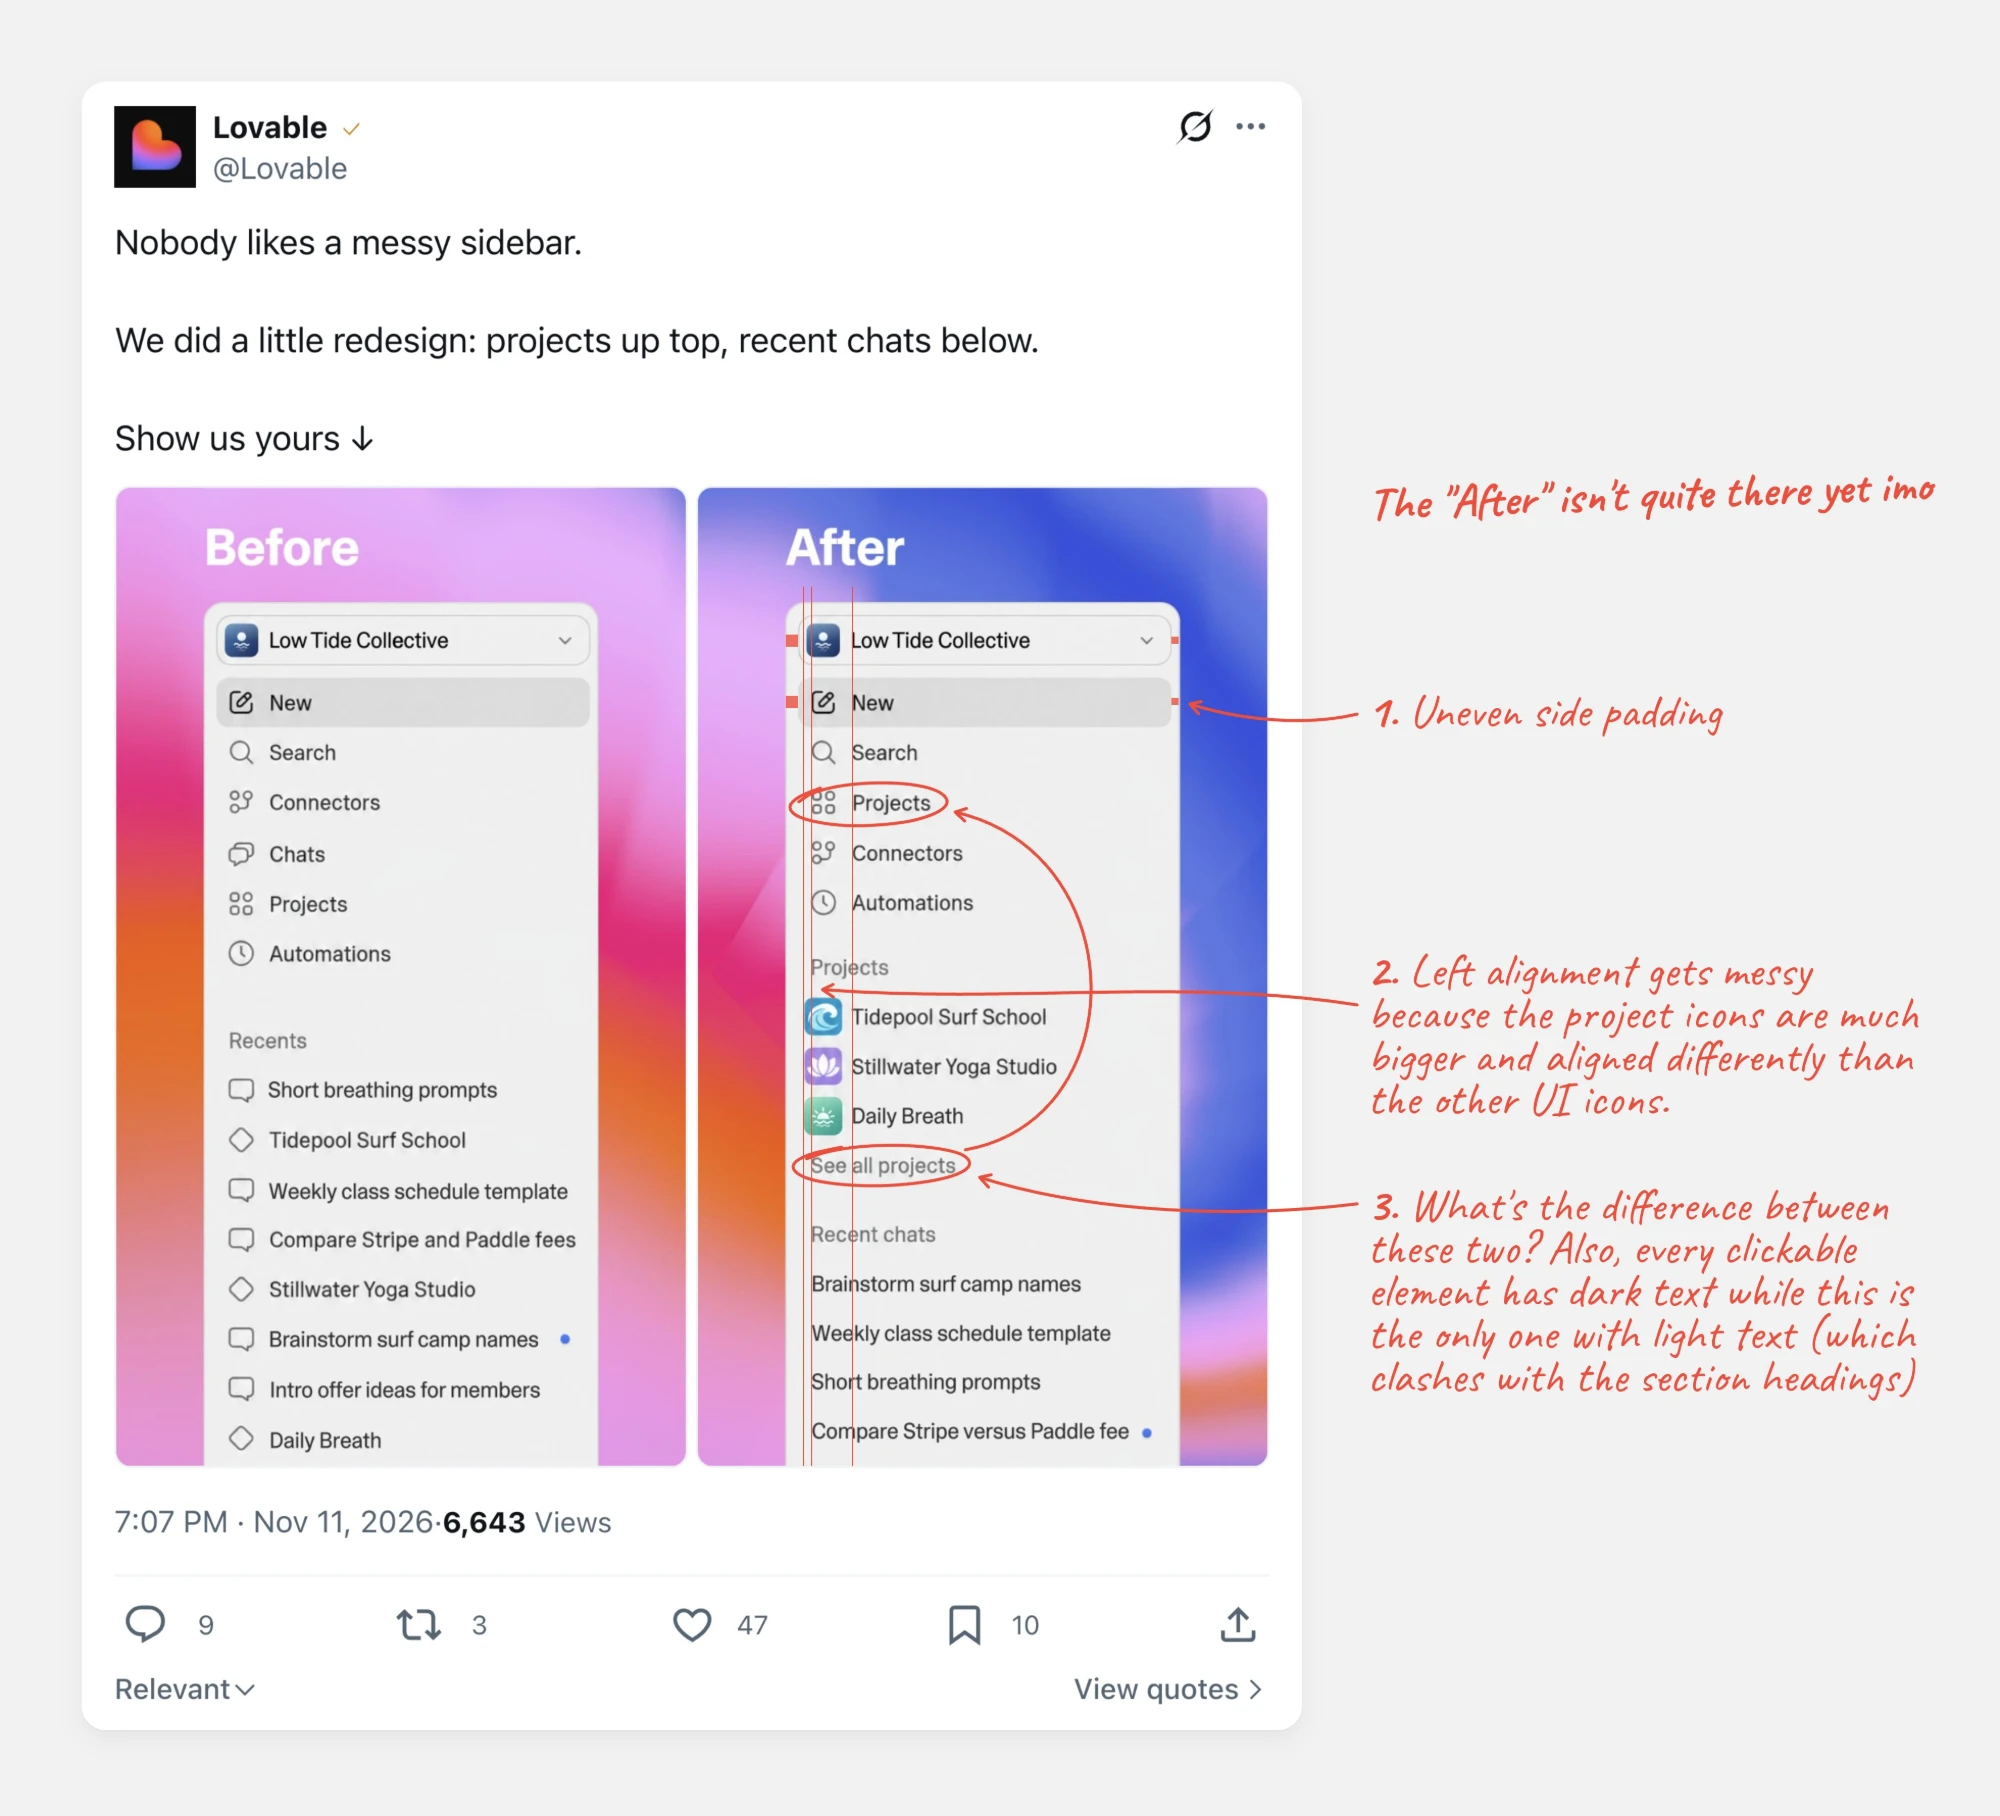 Lovable
@Lovable
Nobody likes a messy sidebar.
We did a little redesign: projects up top, recent chats below.
Show us yours ↓
Before
Low Tide Collective
New
Search
Connectors
Chats
Projects
Automations
Recents
Short breathing prompts
Tidepool Surf School
Weekly class schedule template
Compare Stripe and Paddle fees
Stillwater Yoga Studio
Brainstorm surf camp names
Intro offer ideas for members
Daily Breath
After
Low Tide Collective
New
Search
Projects
Connectors
Automations
Projects
Tidepool Surf School
Stillwater Yoga Studio
Daily Breath
See all projects
Recent chats
Brainstorm surf camp names
Weekly class schedule template
Short breathing prompts
Compare Stripe versus Paddle fee
The "After" isn't quite there yet imo
1. Uneven side padding
2. Left alignment gets messy
because the project icons are much
bigger and aligned differently than
the other UI icons.
3. What's the difference between
these two? Also, every clickable
element has dark text while this is
the only one with light text (which
clashes with the section headings)
7:07 PM · Nov 11, 2026·6,643 Views
9 3 47 10
Relevant
View quotes